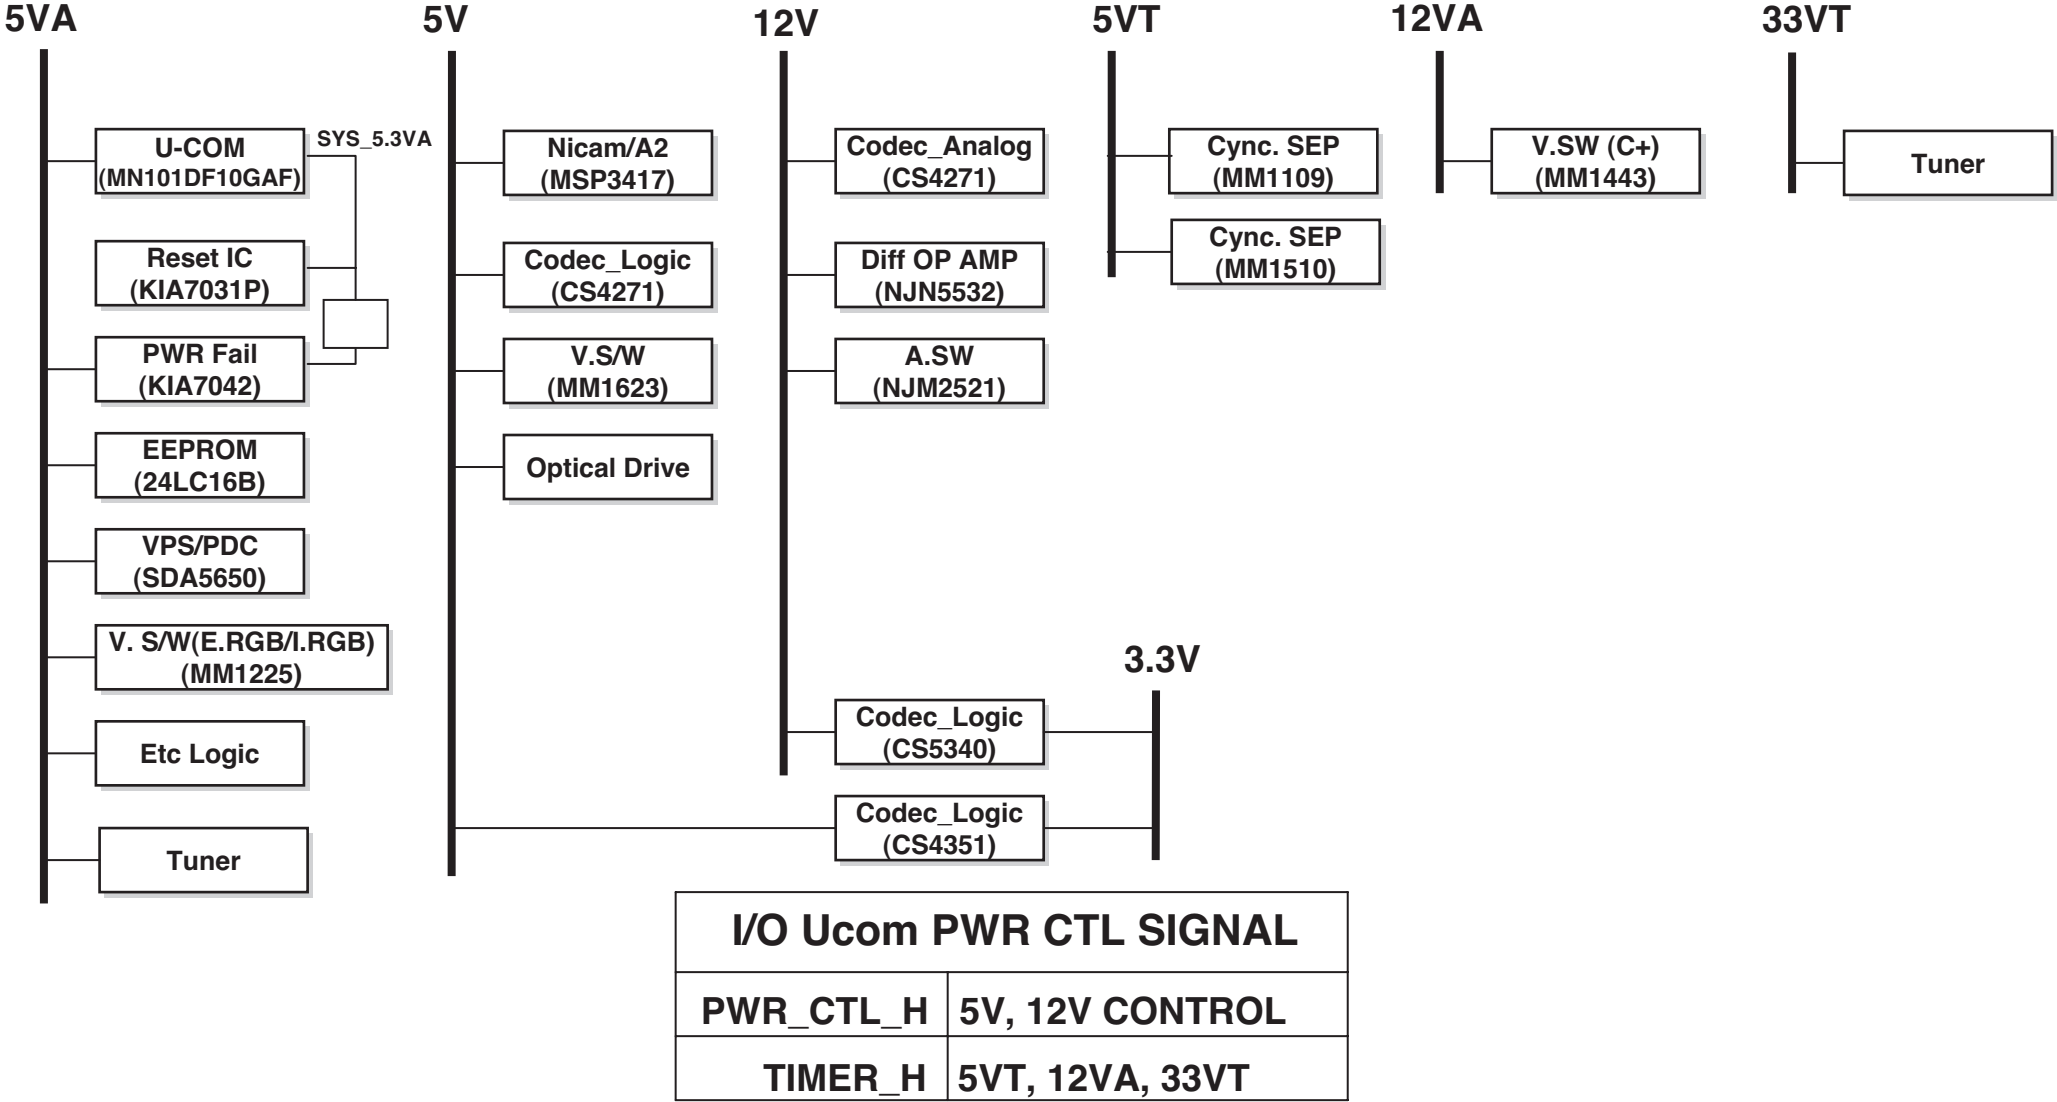 5VA
5V
12V
5VT
12VA
33VT
U-COM
(MN101DF10GAF)
SYS_5.3VA
Reset IC
(KIA7031P)
PWR Fail
(KIA7042)
EEPROM
(24LC16B)
VPS/PDC
(SDA5650)
V. S/W(E.RGB/I.RGB)
(MM1225)
Etc Logic
Tuner
Nicam/A2
(MSP3417)
Codec_Logic
(CS4271)
V.S/W
(MM1623)
Optical Drive
Codec_Analog
(CS4271)
Diff OP AMP
(NJN5532)
A.SW
(NJM2521)
Codec_Logic
(CS5340)
Codec_Logic
(CS4351)
3.3V
Cync. SEP
(MM1109)
Cync. SEP
(MM1510)
V.SW (C+)
(MM1443)
Tuner
I/O Ucom PWR CTL SIGNAL
PWR_CTL_H 5V, 12V CONTROL
TIMER_H 5VT, 12VA, 33VT